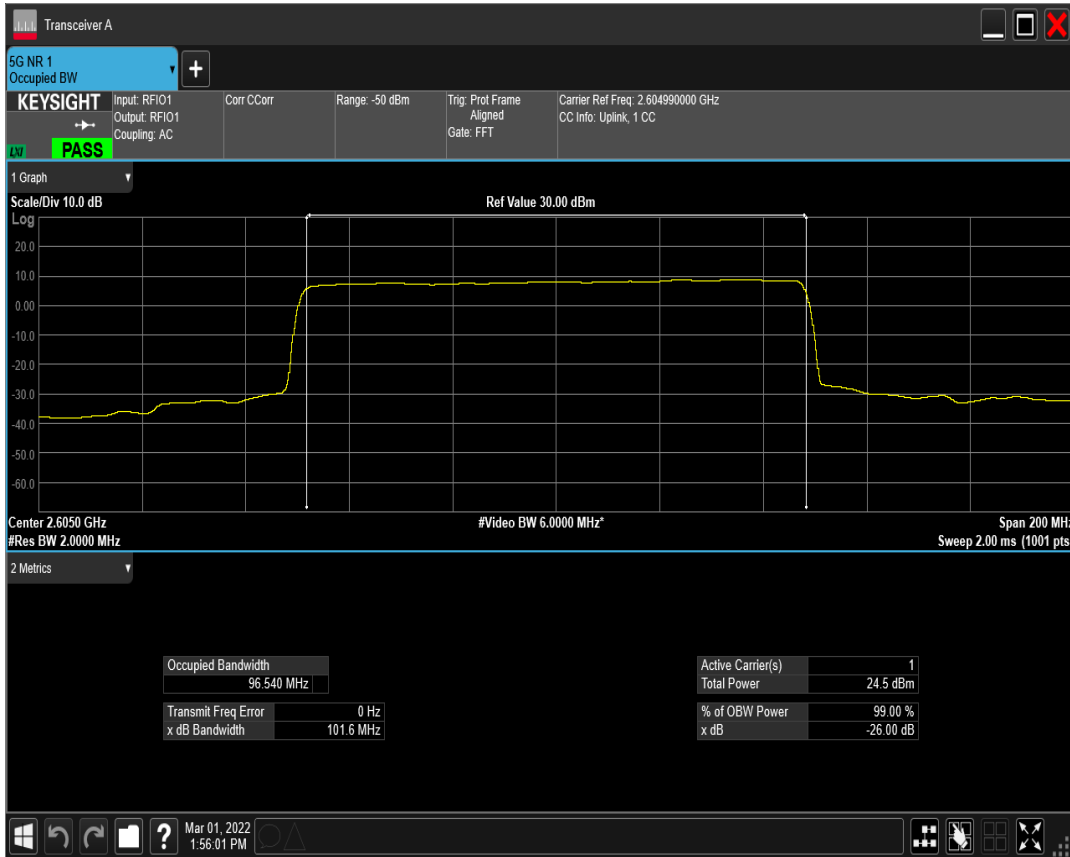 Transceiver A
5G NR 1
Occupied BW
KEYSIGHT
Input: RFIO1
Output: RFIO1
Coupling: AC
Corr CCorr
Range: -50 dBm
Trig: Prot Frame
Aligned
Gate: FFT
Carrier Ref Freq: 2.604990000 GHz
CC Info: Uplink, 1 CC
LXI
PASS
1 Graph
Scale/Div 10.0 dB
Ref Value 30.00 dBm
Log
20.0
10.0
0.00
-10.0
-20.0
-30.0
-40.0
-50.0
-60.0
Center 2.6050 GHz
#Video BW 6.0000 MHz*
Span 200 MHz
#Res BW 2.0000 MHz
Sweep 2.00 ms (1001 pts
2 Metrics
Occupied Bandwidth
96.540 MHz
Transmit Freq Error 0 Hz
x dB Bandwidth 101.6 MHz
Active Carrier(s) 1
Total Power 24.5 dBm
% of OBW Power 99.00 %
x dB -26.00 dB
?
Mar 01, 2022
1:56:01 PM